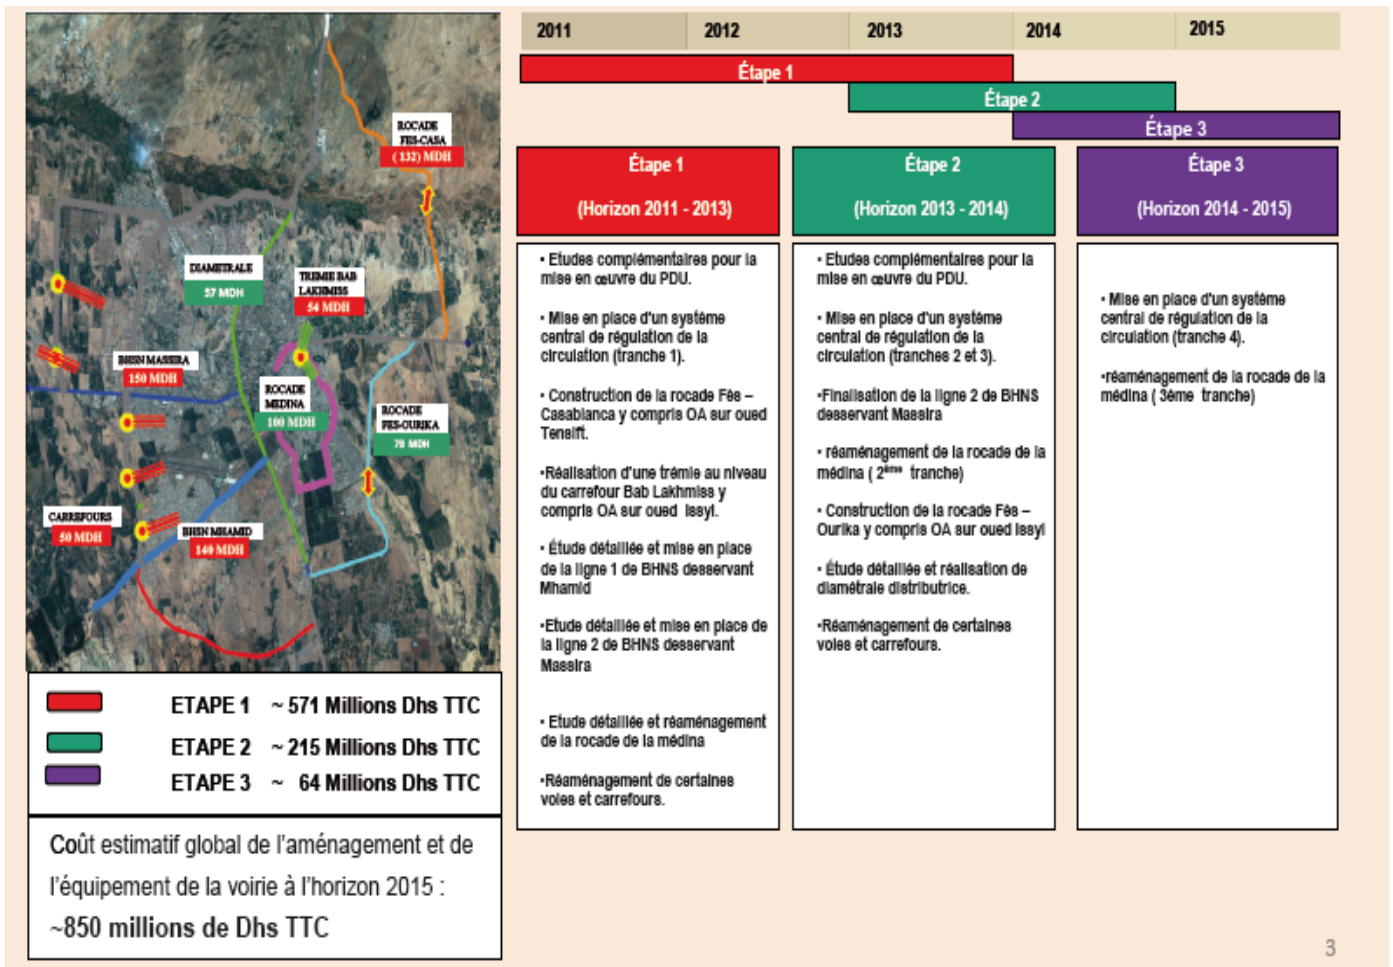 ROCADE
FES-CASA
( 132) MDH
DIAMETRALE
37 MDH
TREMIE BAB
LAKHMISS
54 MDH
BHSN MASSERA
150 MDH
ROCADE
MEDINA
100 MDH
ROCADE
FES-OURIKA
78 MDH
CARREFOURS
50 MDH
BHSN MHAMID
140 MDH
ETAPE 1 ~ 571 Millions Dhs TTC
ETAPE 2 ~ 215 Millions Dhs TTC
ETAPE 3 ~ 64 Millions Dhs TTC
Coût estimatif global de l'aménagement et de
l'équipement de la voirie à l'horizon 2015 :
~850 millions de Dhs TTC
2011 2012 2013 2014 2015
Étape 1
Étape 2
Étape 3
Étape 1
(Horizon 2011 - 2013)
• Etudes complémentaires pour la
mise en œuvre du PDU.
• Mise en place d'un système
central de régulation de la
circulation (tranche 1).
• Construction de la rocade Fès –
Casablanca y compris OA sur oued
Tensift.
•Réalisation d'une trémie au niveau
du carrefour Bab Lakhmiss y
compris OA sur oued Issyl.
• Étude détaillée et mise en place
de la ligne 1 de BHNS desservant
Mhamid
•Etude détaillée et mise en place de
la ligne 2 de BHNS desservant
Massira
• Etude détaillée et réaménagement
de la rocade de la médina
•Réaménagement de certaines
voies et carrefours.
Étape 2
(Horizon 2013 - 2014)
• Etudes complémentaires pour la
mise en œuvre du PDU.
• Mise en place d'un système
central de régulation de la
circulation (tranches 2 et 3).
•Finalisation de la ligne 2 de BHNS
desservant Massira
• réaménagement de la rocade de la
médina ( 2ème tranche)
• Construction de la rocade Fès –
Ourika y compris OA sur oued Issyl
• Étude détaillée et réalisation de
diamétrale distributrice.
•Réaménagement de certaines
voies et carrefours.
Étape 3
(Horizon 2014 - 2015)
• Mise en place d'un système
central de régulation de la
circulation (tranche 4).
•réaménagement de la rocade de la
médina ( 3ème tranche)
3